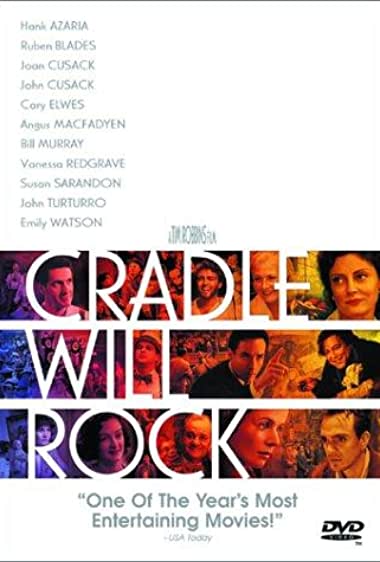 Hank AZARIA
Ruben BLADES
Joan CUSACK
John CUSACK
Cary ELWES
Angus MACFADYEN
Bill MURRAY
Vanessa REDGRAVE
Susan SARANDON
John TURTURRO
Emily WATSON
A TIM ROBBINS FILM
CRADLE
WILL
ROCK
“One Of The Year's Most
Entertaining Movies!”
–USA Today
DVD
VIDEO
TM